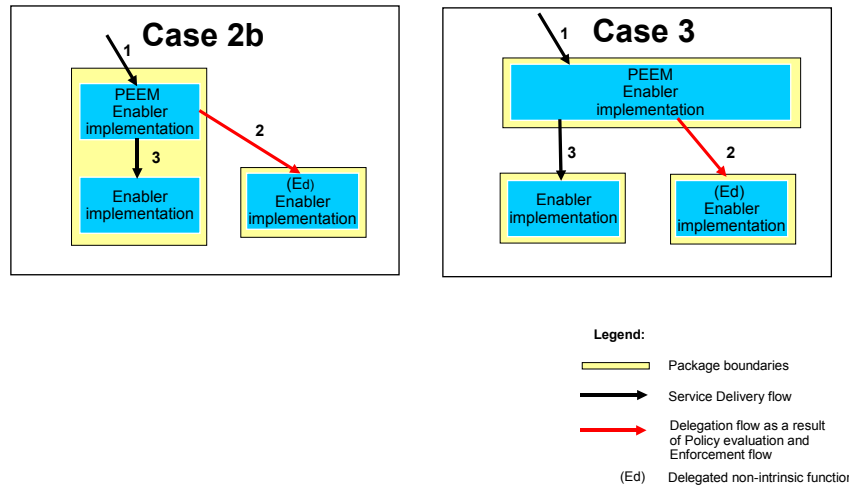 Case 2b
1
PEEM
Enabler
implementation
2
3
Enabler
implementation
(Ed)
Enabler
implementation
Case 3
1
PEEM
Enabler
implementation
3
2
Enabler
implementation
(Ed)
Enabler
implementation
Legend:
Package boundaries
Service Delivery flow
Delegation flow as a result
of Policy evaluation and
Enforcement flow
(Ed) Delegated non-intrinsic function